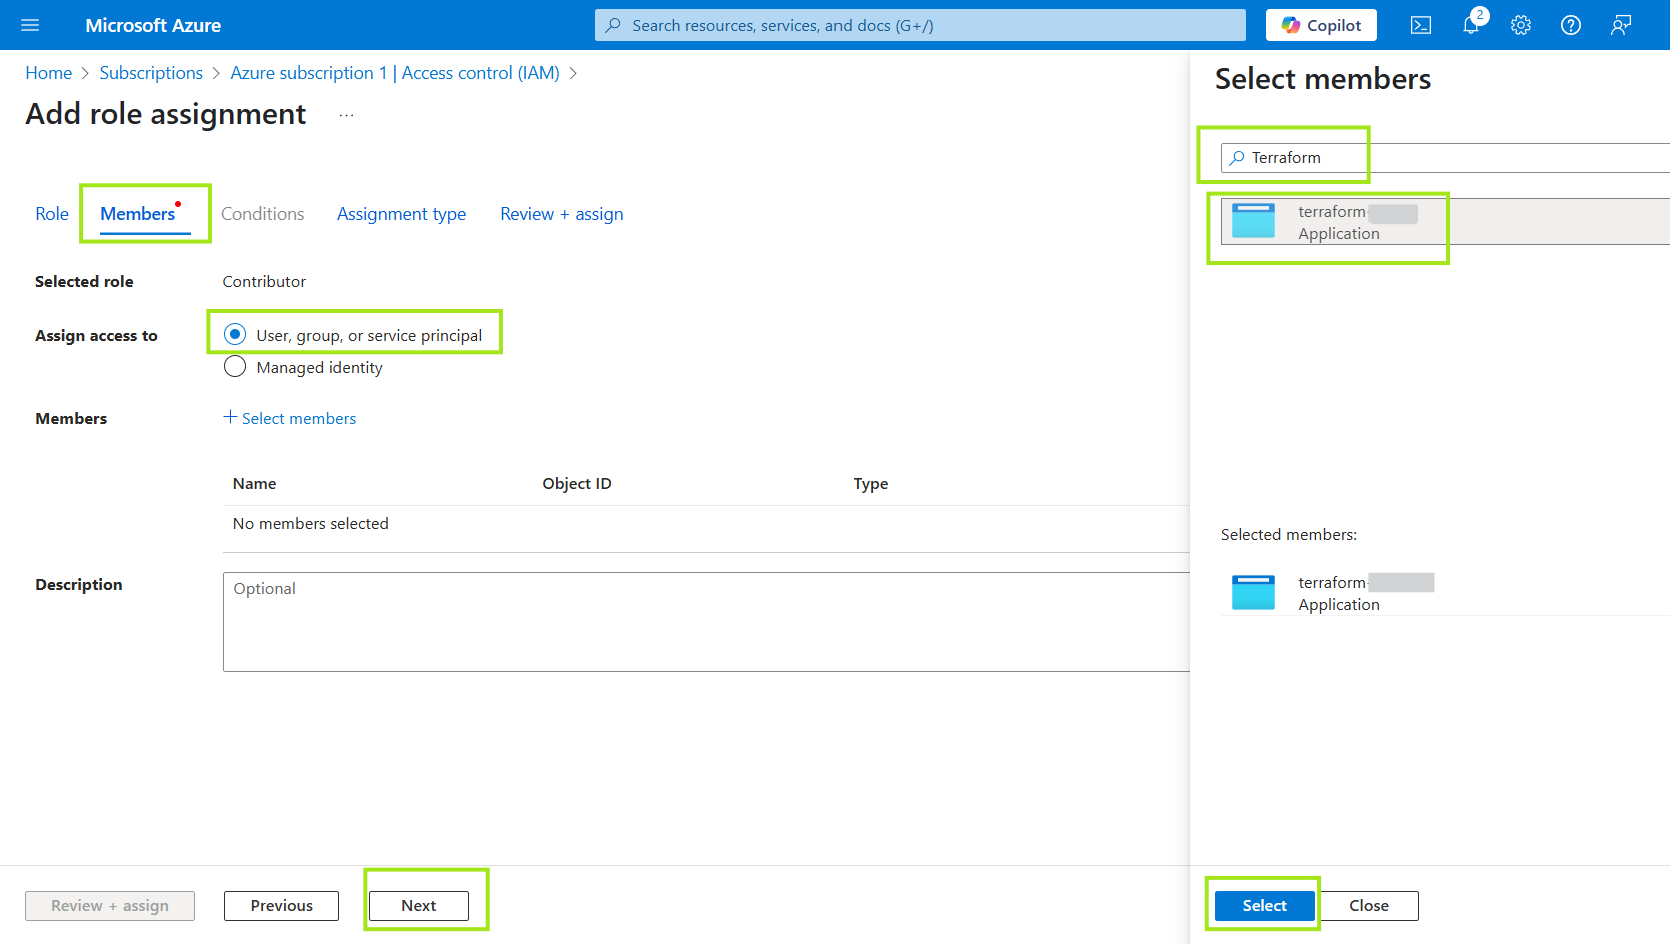 Microsoft Azure
Search resources, services, and docs (G+/)
Copilot
2
Home > Subscriptions > Azure subscription 1 | Access control (IAM) >
Add role assignment ...
Role Members Conditions Assignment type Review + assign
Selected role Contributor
Assign access to User, group, or service principal
Managed identity
Members + Select members
Name Object ID Type
No members selected
Description Optional
Review + assign Previous Next
Select members
Terraform
terraform-
Application
Selected members:
terraform-
Application
Select Close